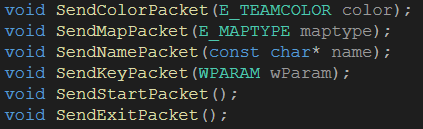 void SendColorPacket(E_TEAMCOLOR color);
void SendMapPacket(E_MAPTYPE maptype);
void SendNamePacket(const char* name);
void SendKeyPacket(WPARAM wParam);
void SendStartPacket();
void SendExitPacket();